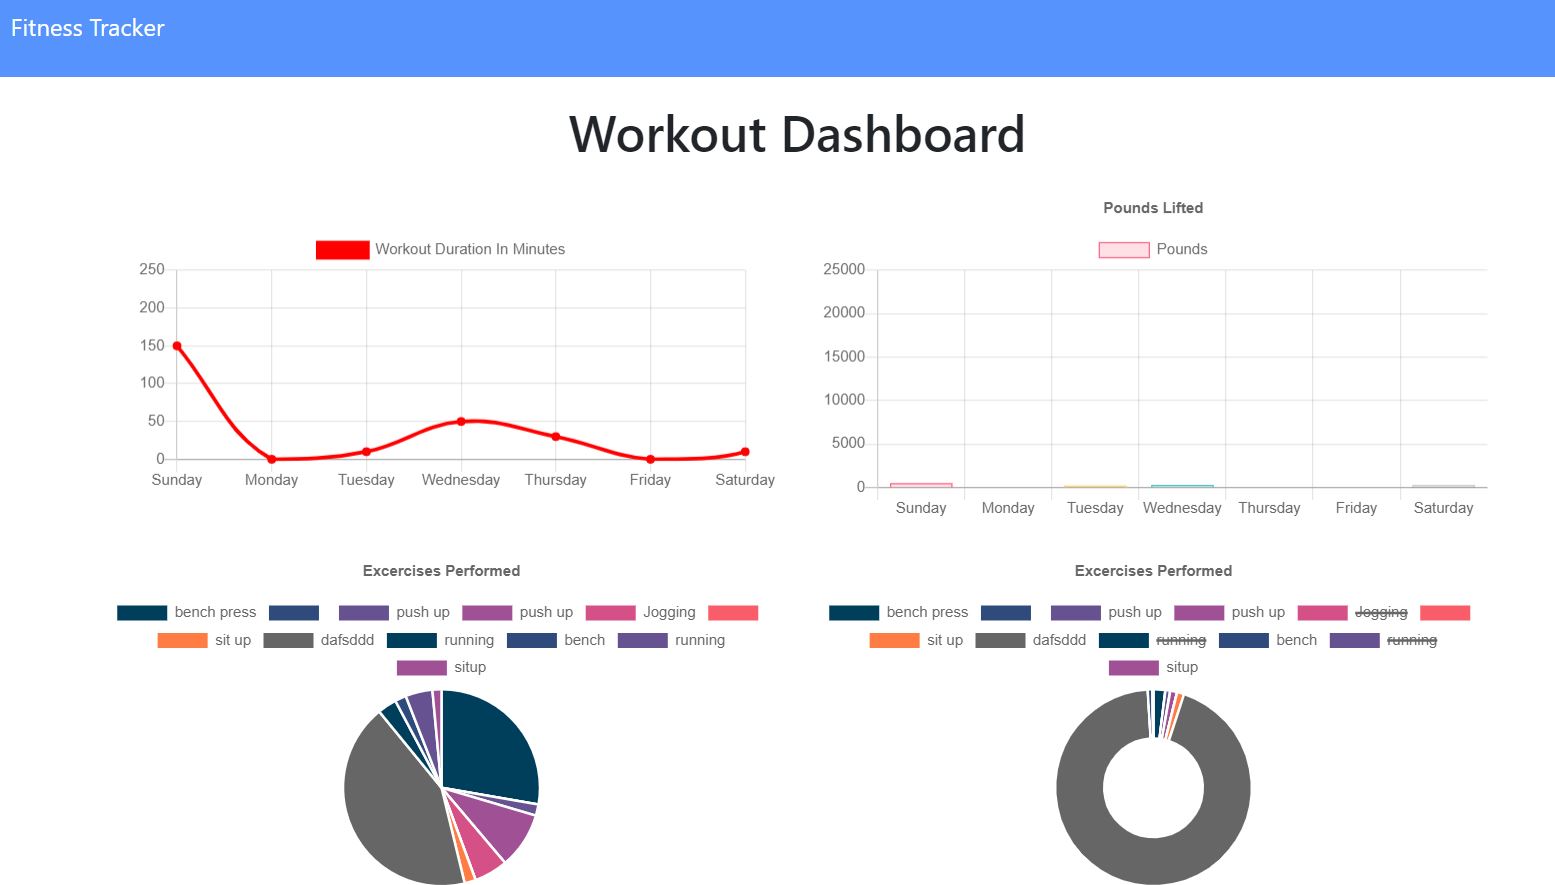 Fitness Tracker
Workout Dashboard
Workout Duration In Minutes
250
200
150
100
50
0
Sunday Monday Tuesday Wednesday Thursday Friday Saturday
Pounds Lifted
Pounds
25000
20000
15000
10000
5000
0
Sunday Monday Tuesday Wednesday Thursday Friday Saturday
Excercises Performed
bench press push up push up Jogging
sit up dafsddd running bench running
situp
Excercises Performed
bench press push up push up Jogging
sit up dafsddd running bench running
situp